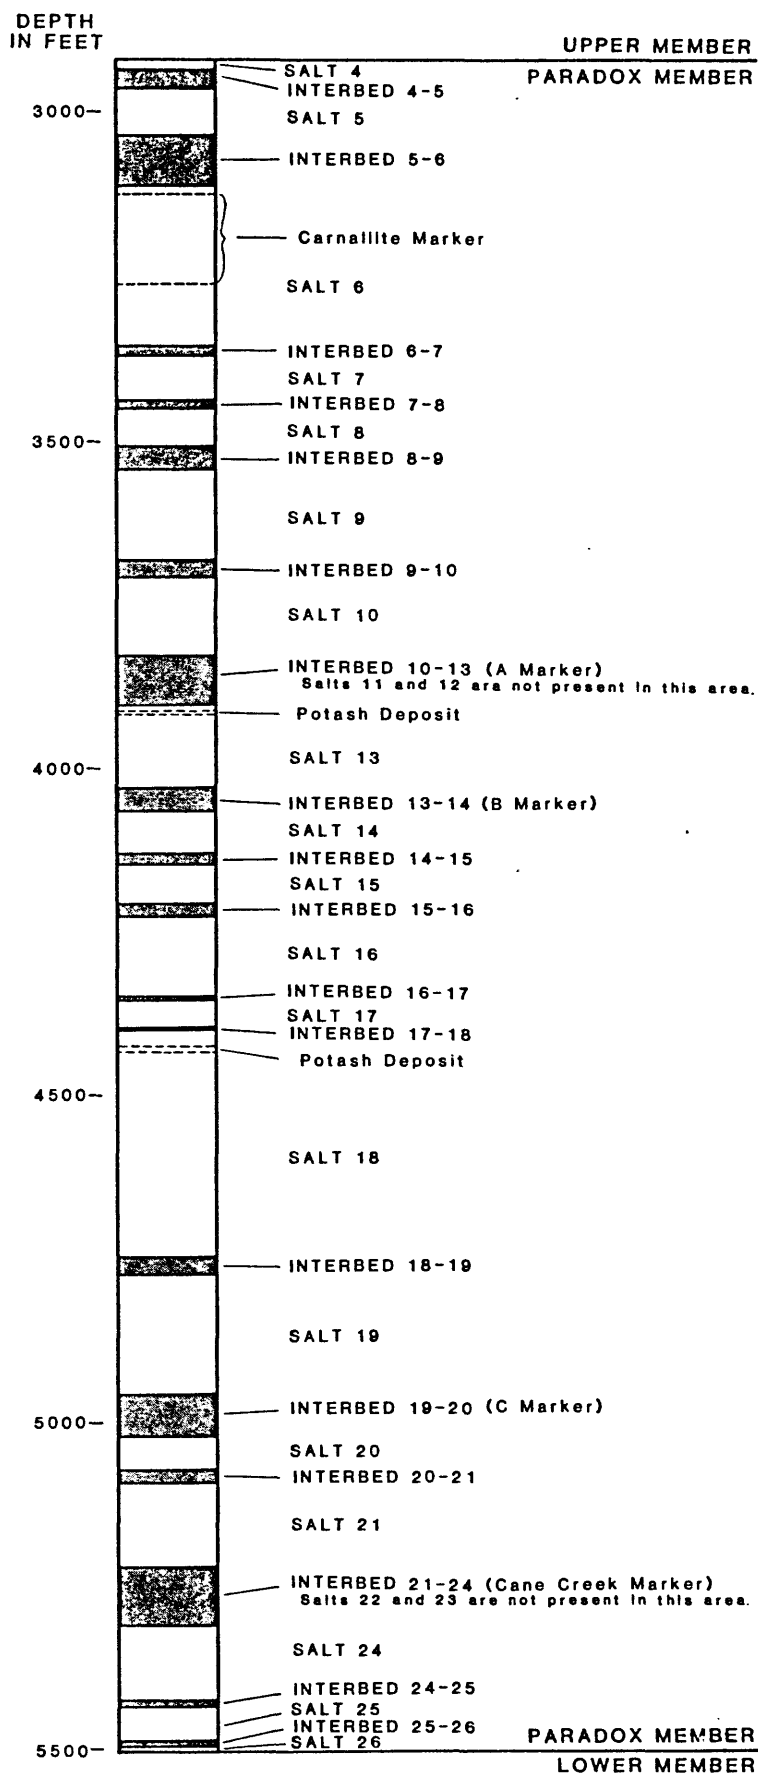 DEPTH
IN FEET
UPPER MEMBER
PARADOX MEMBER
SALT 4
INTERBED 4-5
3000
SALT 5
INTERBED 5-6
Carnallite Marker
SALT 6
INTERBED 6-7
SALT 7
INTERBED 7-8
SALT 8
3500
INTERBED 8-9
SALT 9
INTERBED 9-10
SALT 10
INTERBED 10-13 (A Marker)
Salts 11 and 12 ara not present in this area.
Potash Deposit
SALT 13
4000
INTERBED 13-14 (B Marker)
SALT 14
INTERBED 14-15
SALT 15
INTERBED 15-16
SALT 16
INTERBED 16-17
SALT 17
INTERBED 17-18
Potash Deposit
4500
SALT 18
INTERBED 18-19
SALT 19
INTERBED 19-20 (C Marker)
5000
SALT 20
INTERBED 20-21
SALT 21
INTERBED 21-24 (Cane Creek Marker)
Salts 22 and 23 are not present in this area.
SALT 24
INTERBED 24-25
SALT 25
INTERBED 25-26
SALT 26
PARADOX MEMBER
5500
LOWER MEMBER